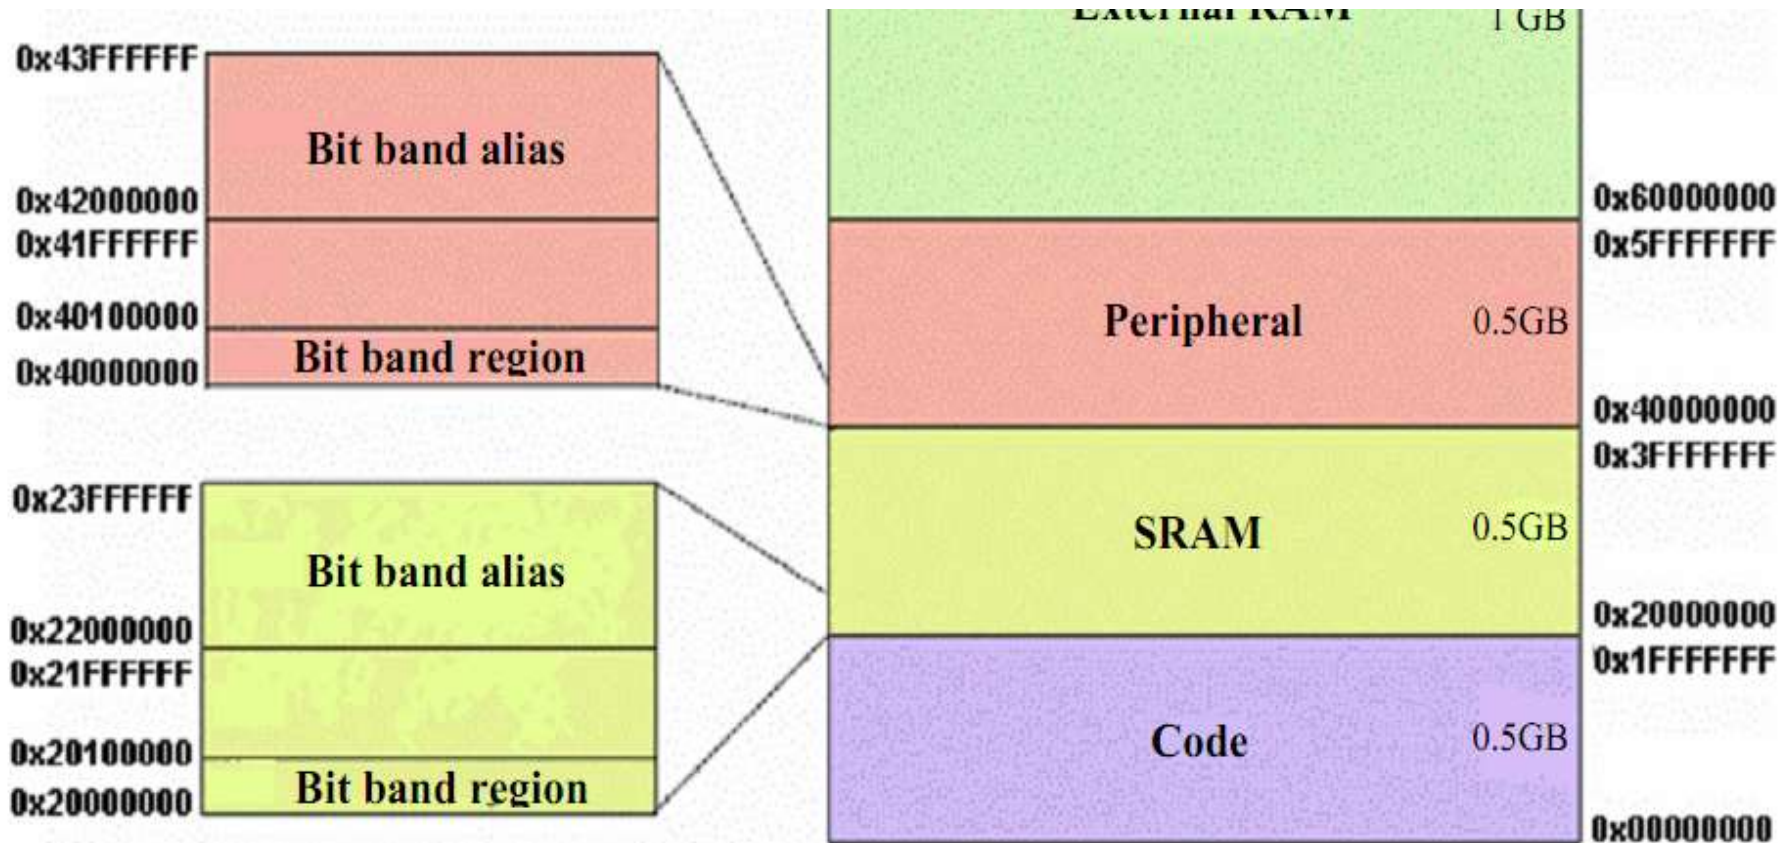 External RAM
1 GB
0x43FFFFFF
Bit band alias
0x42000000
0x41FFFFFF
0x40100000
Bit band region
0x40000000
0x60000000
0x5FFFFFFF
Peripheral
0.5GB
0x40000000
0x3FFFFFFF
0x23FFFFFF
Bit band alias
0x22000000
0x21FFFFFF
0x20100000
Bit band region
0x20000000
SRAM
0.5GB
0x20000000
0x1FFFFFFF
Code
0.5GB
0x00000000